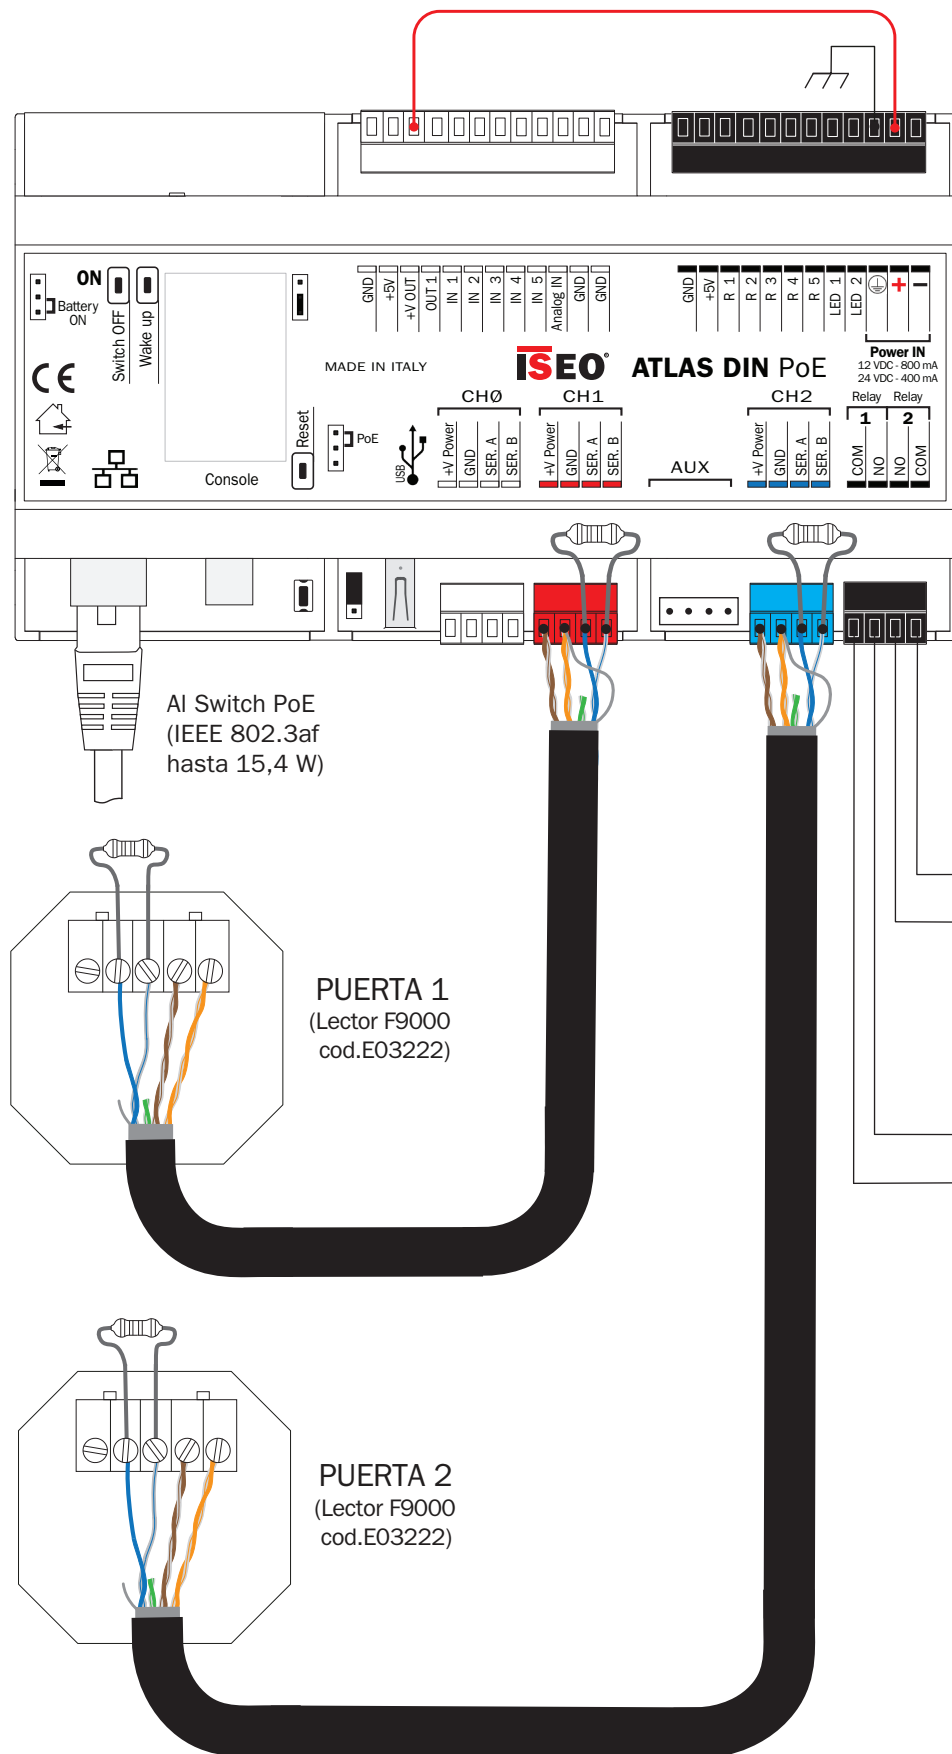 ON
Battery
ON
Switch OFF
Wake up
Console
Reset
PoE
USB
GND
+5V
+V OUT
OUT 1
IN 1
IN 2
IN 3
IN 4
IN 5
Analog IN
GND
GND
GND
+5V
R 1
R 2
R 3
R 4
R 5
LED 1
LED 2
+
−
Power IN
12 VDC - 800 mA
24 VDC - 400 mA
MADE IN ITALY
ISEO®
ATLAS DIN PoE
CE
CHØ
+V Power
GND
SER. A
SER. B
CH1
+V Power
GND
SER. A
SER. B
AUX
CH2
+V Power
GND
SER. A
SER. B
Relay Relay
1 2
COM
NO
NO
COM
Al Switch PoE
(IEEE 802.3af
hasta 15,4 W)
PUERTA 1
(Lector F9000
cod.E03222)
PUERTA 2
(Lector F9000
cod.E03222)